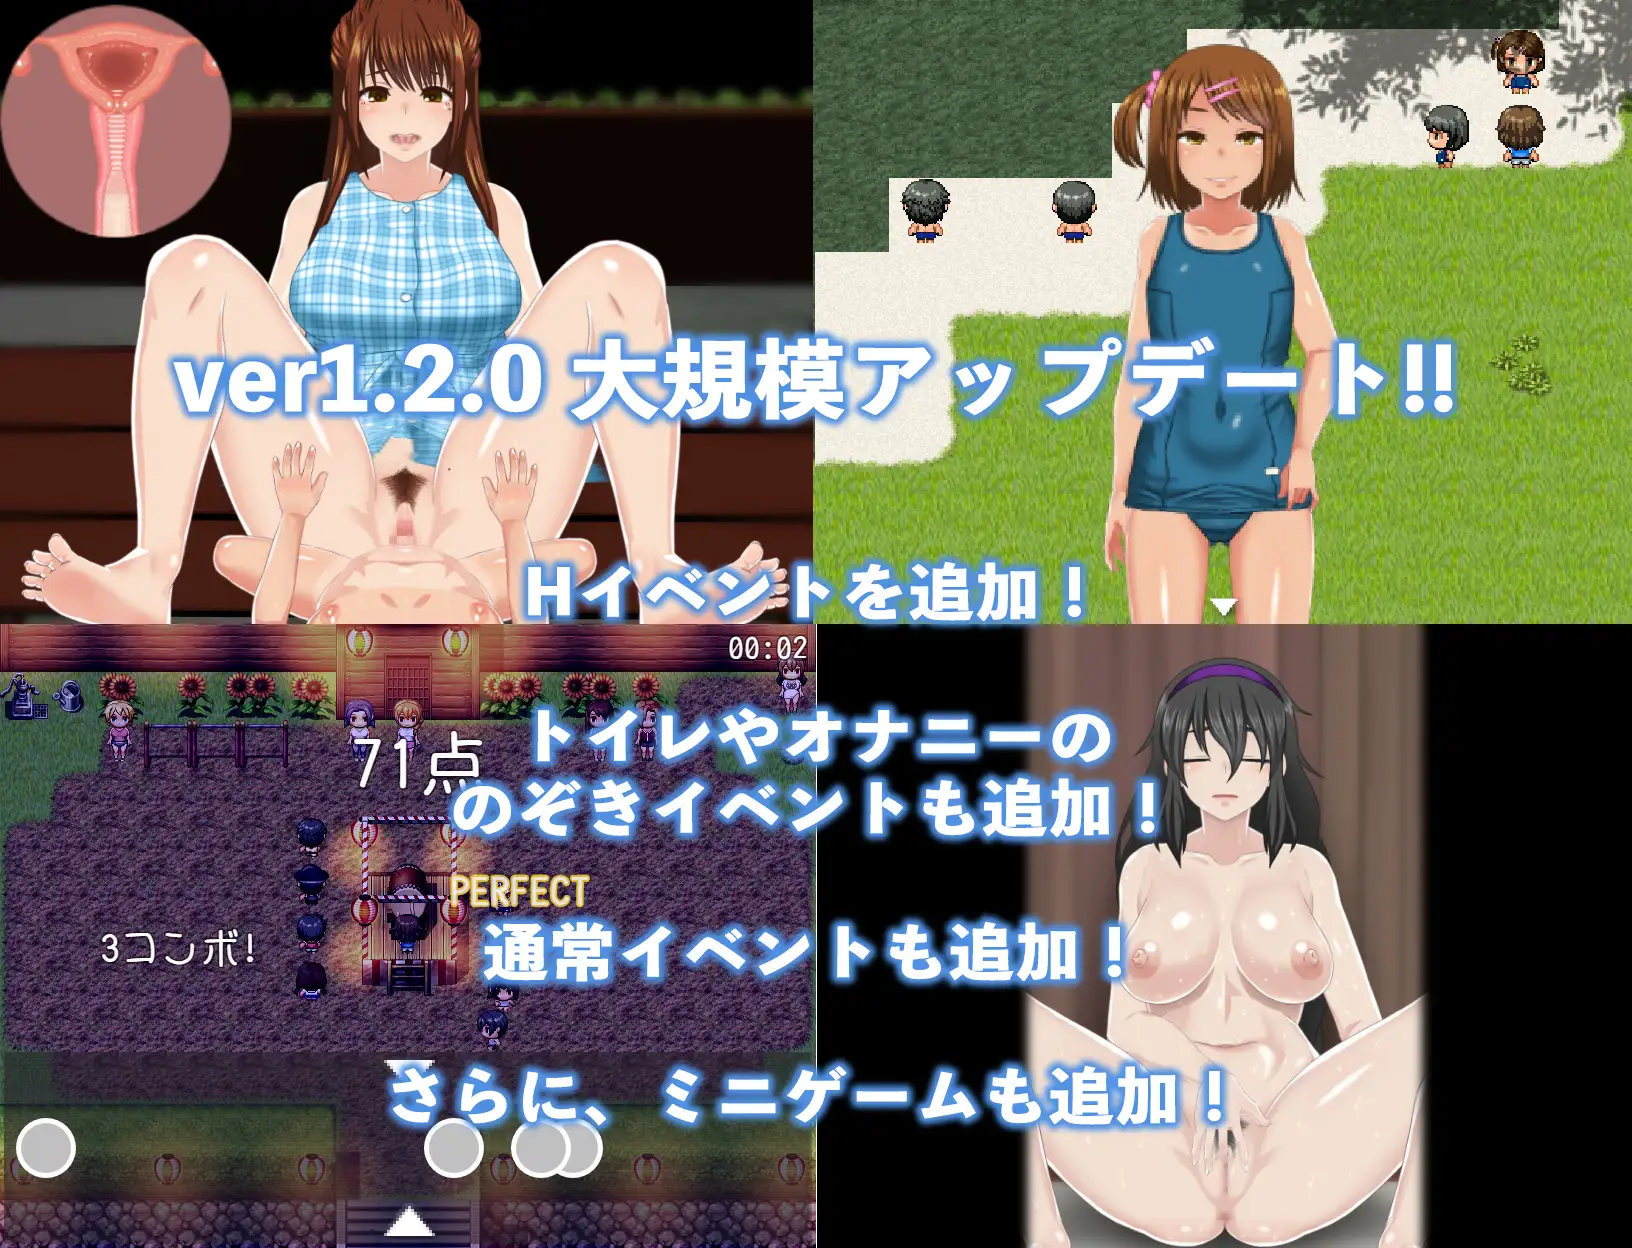 ver1.2.0 大規模アップデート!!
Hイベントを追加！
00:02
トイレやオナニーの
71点
のぞきイベントも追加！
PERFECT
3コンボ!
通常イベントも追加！
さらに、ミニゲームも追加！